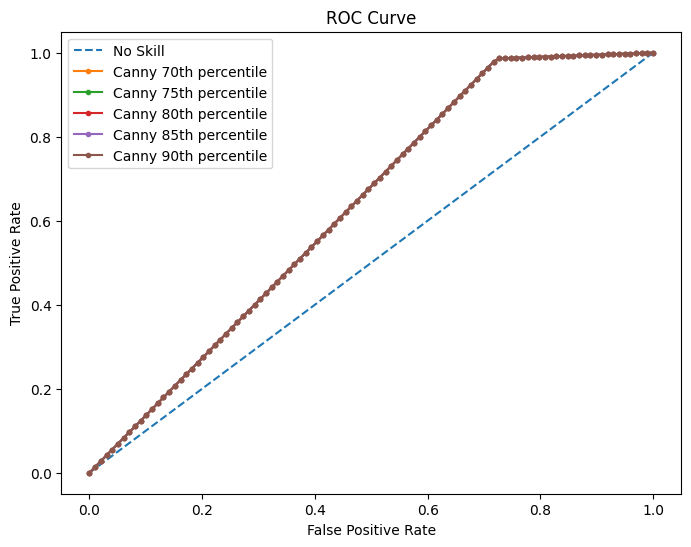 ROC Curve
No Skill
Canny 70th percentile
Canny 75th percentile
Canny 80th percentile
Canny 85th percentile
Canny 90th percentile
True Positive Rate
1.0
0.8
0.6
0.4
0.2
0.0
0.0 0.2 0.4 0.6 0.8 1.0
False Positive Rate